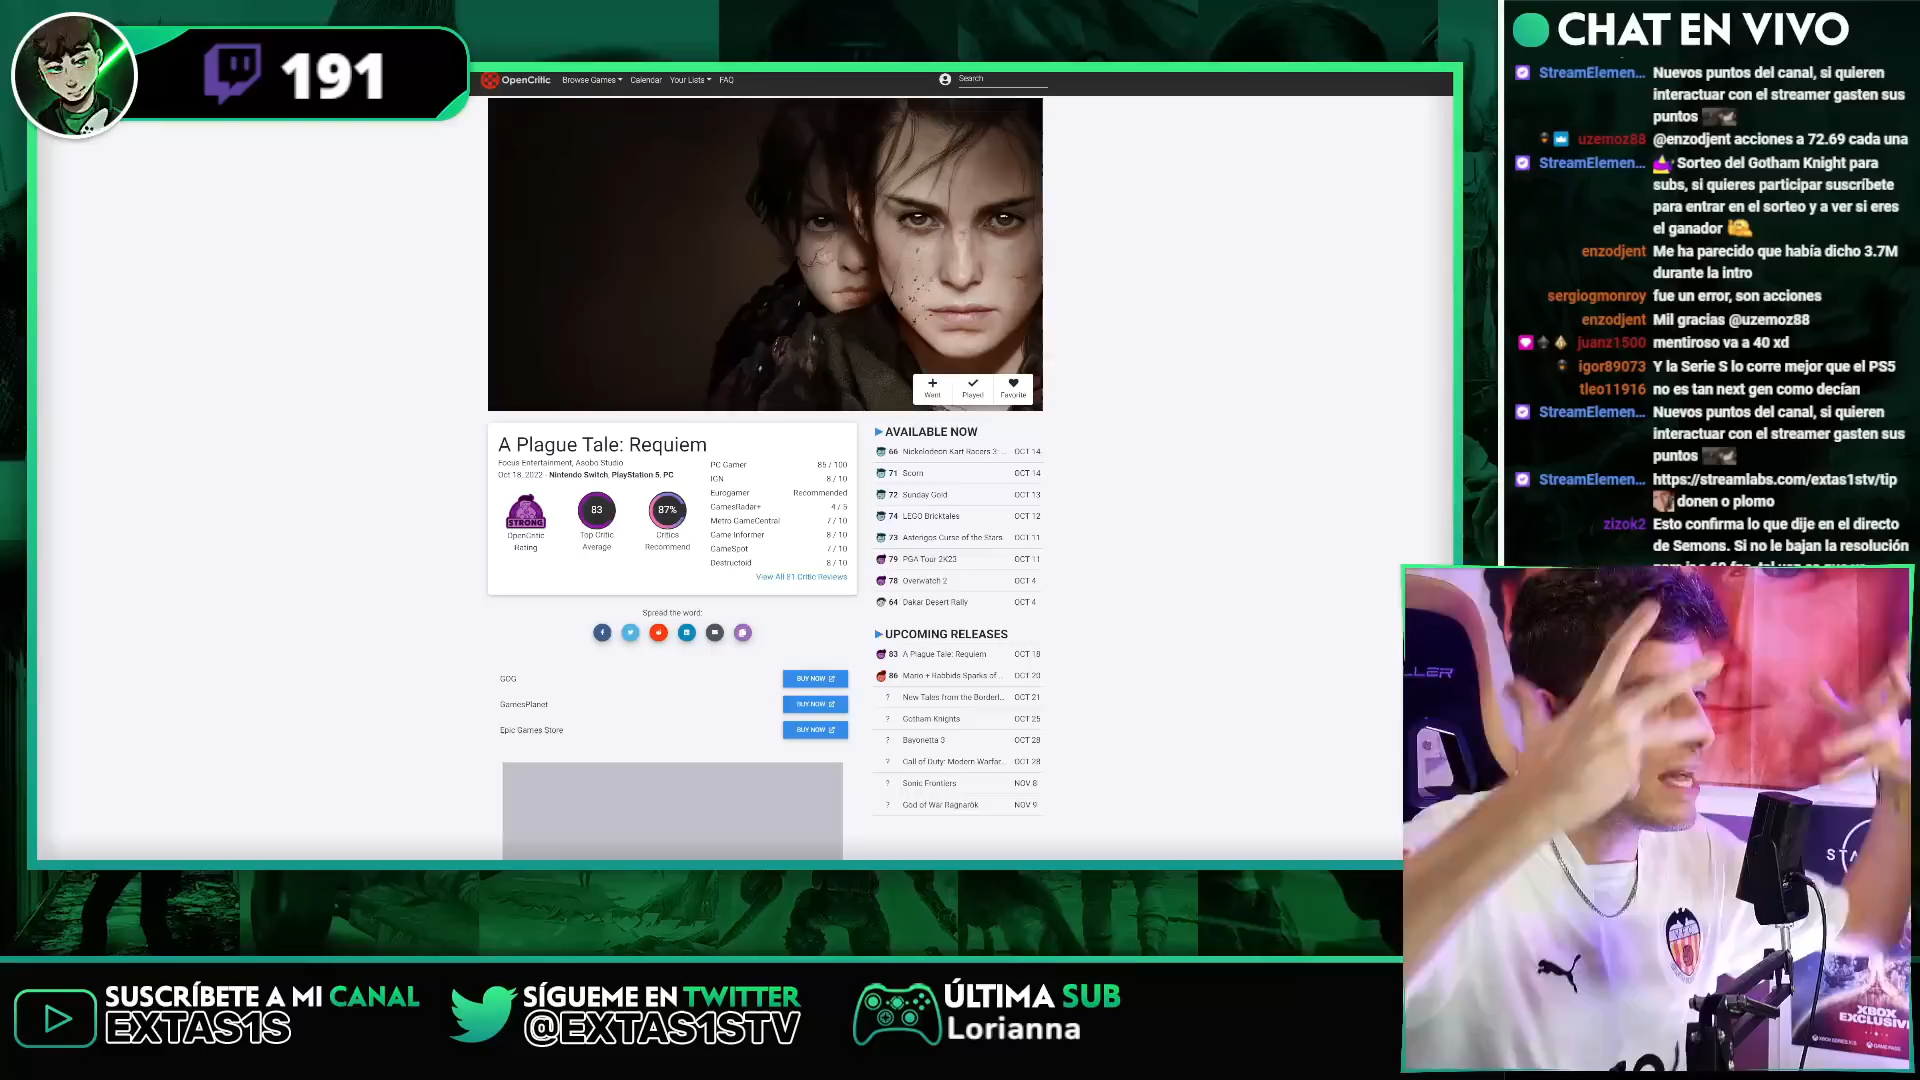 191
OpenCritic
Browse Games
Calendar
Your Lists
FAQ
Search
Want
Played
Favorite
A Plague Tale: Requiem
Focus Entertainment, Asobo Studio
Oct 18, 2022 - Nintendo Switch, PlayStation 5, PC
STRONG
OpenCritic
Rating
83
Top Critic
Average
87%
Critics
Recommend
PC Gamer 85 / 100
IGN 8 / 10
Eurogamer Recommended
GamesRadar+ 4 / 5
Metro GameCentral 7 / 10
Game Informer 8 / 10
GameSpot 7 / 10
Destructoid 8 / 10
View All 81 Critic Reviews
Spread the word:
GOG BUY NOW
GamesPlanet BUY NOW
Epic Games Store BUY NOW
AVAILABLE NOW
66 Nickelodeon Kart Racers 3: ... OCT 14
71 Scorn OCT 14
72 Sunday Gold OCT 13
74 LEGO Bricktales OCT 12
73 Asterigos Curse of the Stars OCT 11
79 PGA Tour 2K23 OCT 11
78 Overwatch 2 OCT 4
64 Dakar Desert Rally OCT 4
UPCOMING RELEASES
83 A Plague Tale: Requiem OCT 18
86 Mario + Rabbids Sparks of... OCT 20
? New Tales from the Borderl... OCT 21
? Gotham Knights OCT 25
? Bayonetta 3 OCT 28
? Call of Duty: Modern Warfar... OCT 28
? Sonic Frontiers NOV 8
? God of War Ragnarök NOV 9
CHAT EN VIVO
StreamElemen... Nuevos puntos del canal, si quieren
interactuar con el streamer gasten sus
puntos
uzemoz88 @enzodjent acciones a 72.69 cada una
StreamElemen... Sorteo del Gotham Knight para
subs, si quieres participar suscríbete
para entrar en el sorteo y a ver si eres
el ganador
enzodjent Me ha parecido que había dicho 3.7M
durante la intro
sergiogmonroy fue un error, son acciones
enzodjent Mil gracias @uzemoz88
juanz1500 mentiroso va a 40 xd
igor89073 Y la Serie S lo corre mejor que el PS5
tleo11916 no es tan next gen como decían
StreamElemen... Nuevos puntos del canal, si quieren
interactuar con el streamer gasten sus
puntos
StreamElemen... https://streamlabs.com/extas1stv/tip
donen o plomo
zizok2 Esto confirma lo que dije en el directo
de Semons. Si no le bajan la resolución
VCF
XBOX
SUSCRÍBETE A MI CANAL
EXTAS1S
SÍGUEME EN TWITTER
@EXTAS1STV
ÚLTIMA SUB
Lorianna